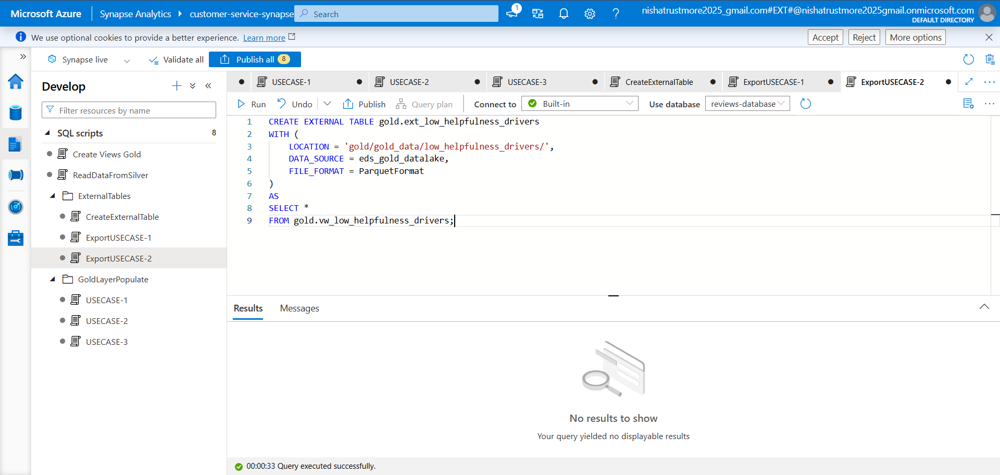 Microsoft Azure
Synapse Analytics
customer-service-synapse
Search
1
nishatrustmore2025_gmail.com#EXT#@nishatrustmore2025gmail.onmicrosoft.com
DEFAULT DIRECTORY
We use optional cookies to provide a better experience. Learn more
Accept
Reject
More options
Synapse live
Validate all
Publish all 8
Develop
Filter resources by name
SQL scripts 8
Create Views Gold
ReadDataFromSilver
ExternalTables
CreateExternalTable
ExportUSECASE-1
ExportUSECASE-2
GoldLayerPopulate
USECASE-1
USECASE-2
USECASE-3
USECASE-1
USECASE-2
USECASE-3
CreateExternalTable
ExportUSECASE-1
ExportUSECASE-2
Run
Undo
Publish
Query plan
Connect to
Built-in
Use database
reviews-database
1 CREATE EXTERNAL TABLE gold.ext_low_helpfulness_drivers
2 WITH (
3 LOCATION = 'gold/gold_data/low_helpfulness_drivers/',
4 DATA_SOURCE = eds_gold_datalake,
5 FILE_FORMAT = ParquetFormat
6 )
7 AS
8 SELECT *
9 FROM gold.vw_low_helpfulness_drivers;
Results
Messages
No results to show
Your query yielded no displayable results
00:00:33 Query executed successfully.